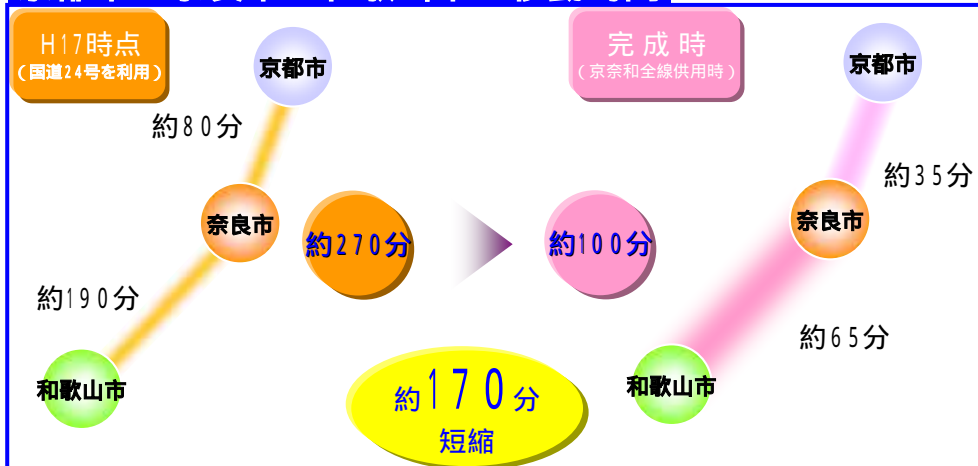 H17時点
(国道24号を利用)
京都市
約80分
奈良市
約190分
和歌山市
約270分
約100分
約170分
短縮
完成時
(京奈和全線供用時)
京都市
約35分
奈良市
約65分
和歌山市